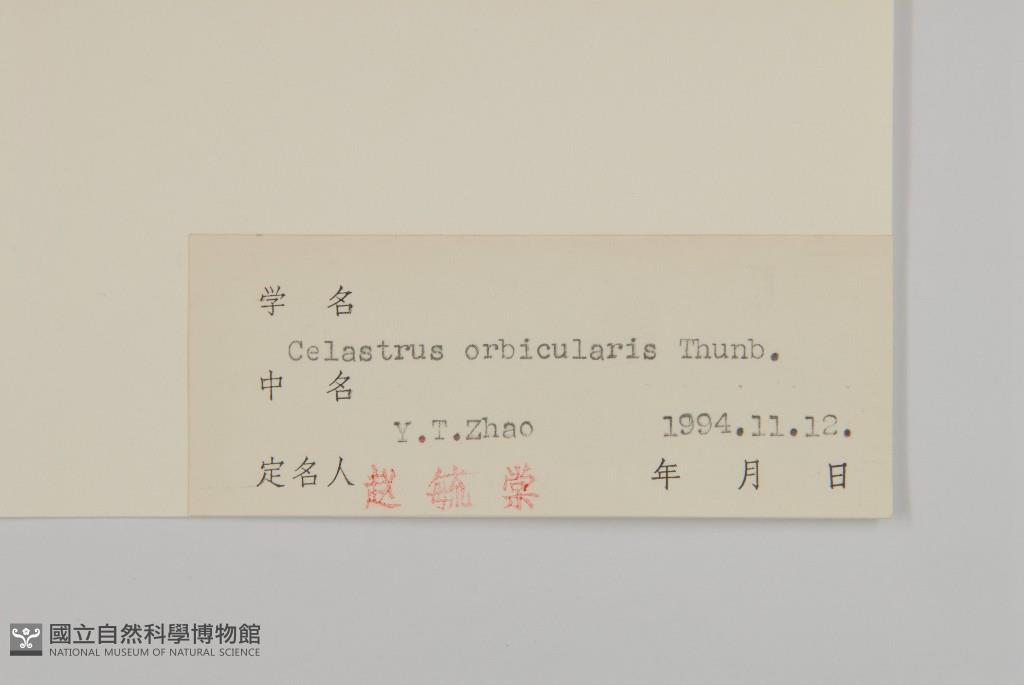 学 名
Celastrus orbicularis Thunb.
中 名
Y.T.Zhao 1994.11.12.
定名人 赵毓棠 年 月 日
國立自然科學博物館
NATIONAL MUSEUM OF NATURAL SCIENCE